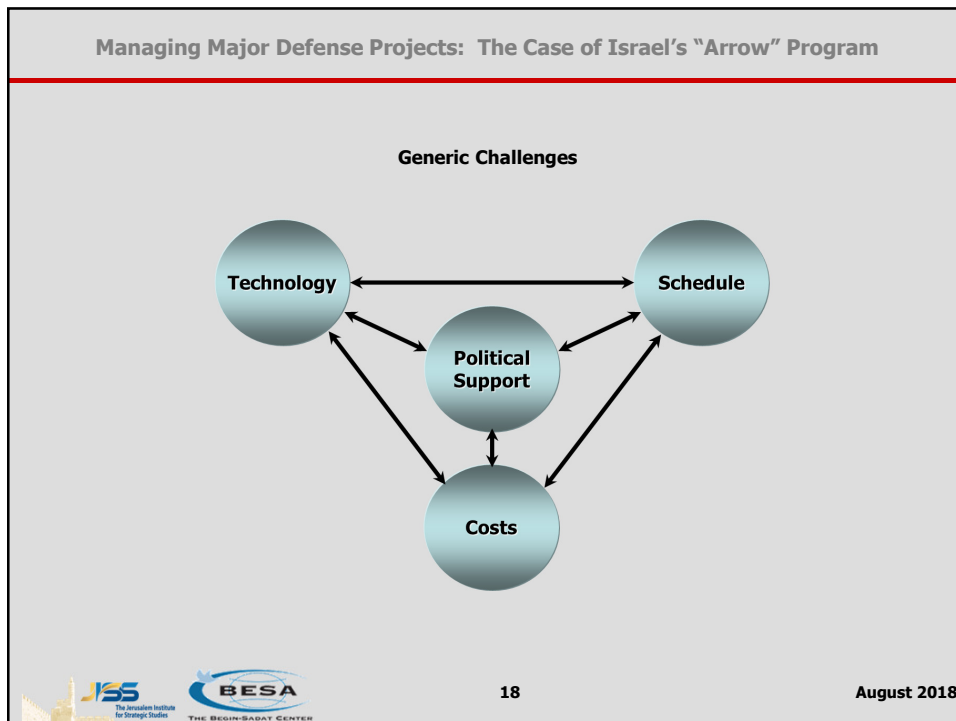 Managing Major Defense Projects: The Case of Israel's “Arrow” Program
Generic Challenges
Technology
Schedule
Political
Support
Costs
JISS
The Jerusalem Institute
for Strategic Studies
BESA
THE BEGIN-SADAT CENTER
18
August 2018